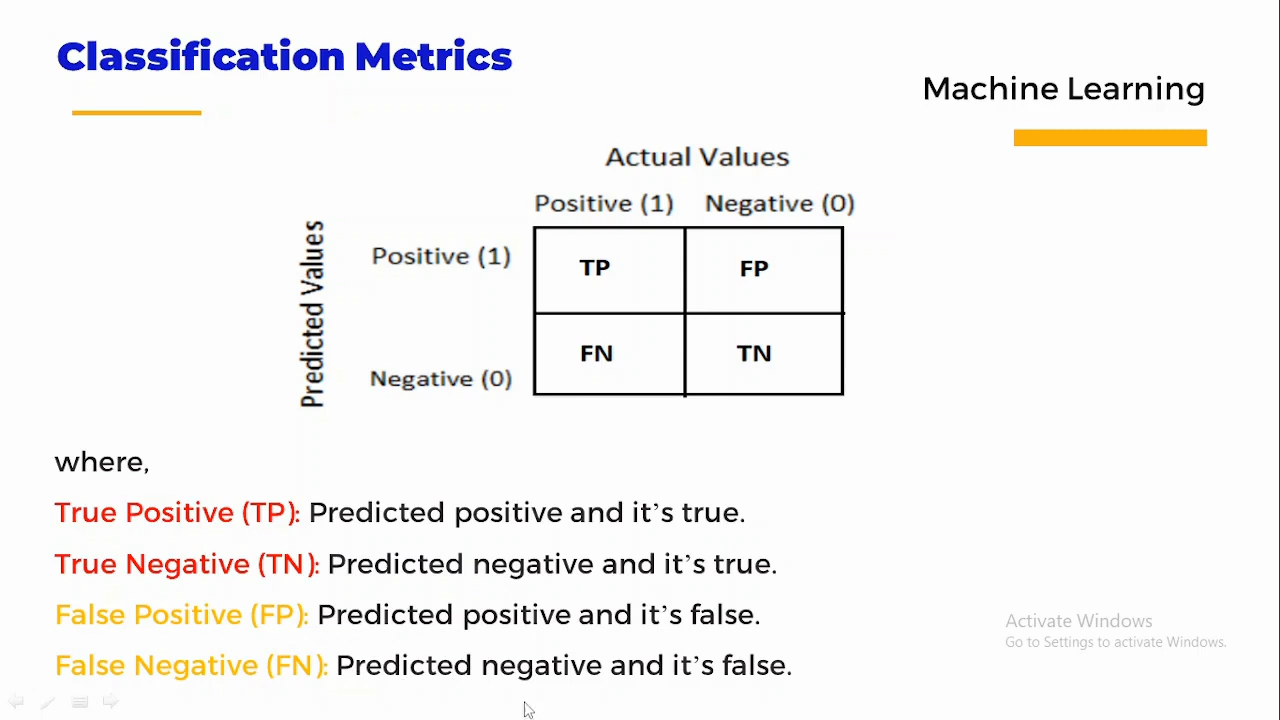 Classification Metrics
Machine Learning
Actual Values
Positive (1) Negative (0)
Predicted Values
Positive (1) TP FP
Negative (0) FN TN
where,
True Positive (TP): Predicted positive and it’s true.
True Negative (TN): Predicted negative and it’s true.
False Positive (FP): Predicted positive and it’s false.
False Negative (FN): Predicted negative and it’s false.
Activate Windows
Go to Settings to activate Windows.